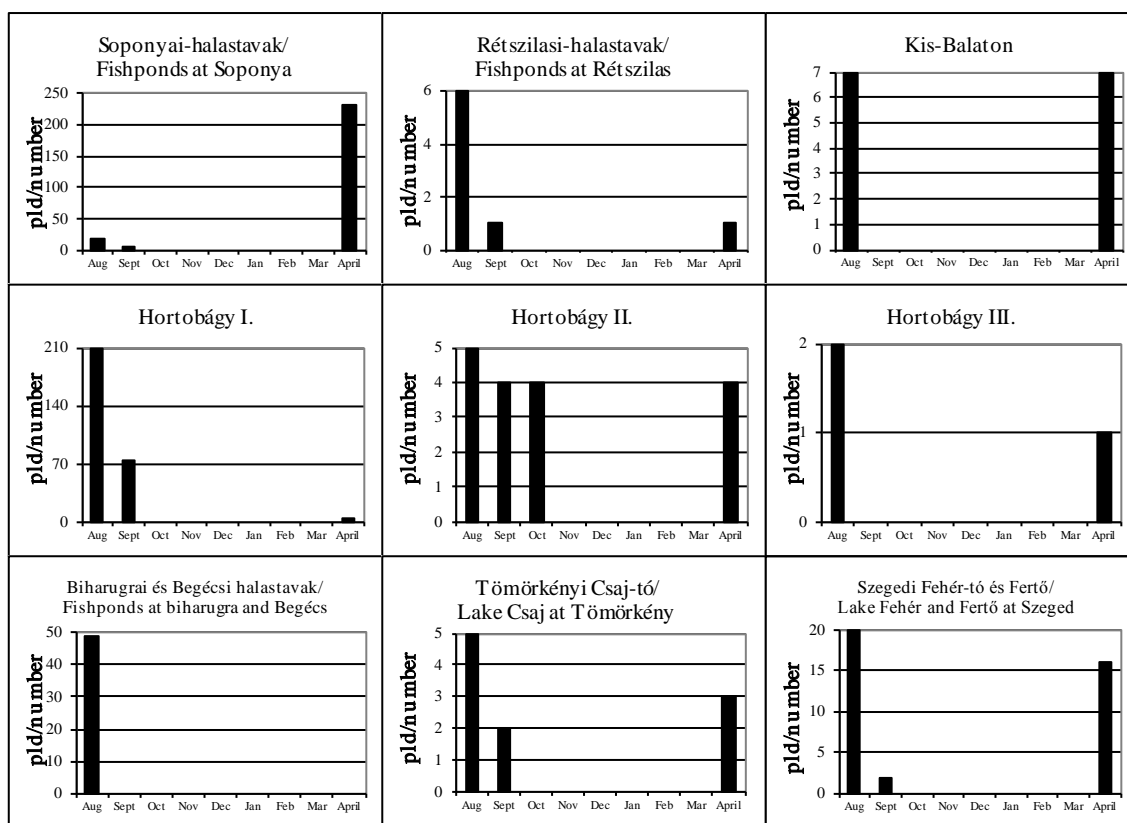 Soponyai-halastavak/
Fishponds at Soponya
pld/number
250
200
150
100
50
0
Aug Sept Oct Nov Dec Jan Feb Mar April
Rétszilasi-halastavak/
Fishponds at Rétszilas
pld/number
6
4
2
0
Aug Sept Oct Nov Dec Jan Feb Mar April
Kis-Balaton
pld/number
7
6
5
4
3
2
1
0
Aug Sept Oct Nov Dec Jan Feb Mar April
Hortobágy I.
pld/number
210
140
70
0
Aug Sept Oct Nov Dec Jan Feb Mar April
Hortobágy II.
pld/number
5
4
3
2
1
0
Aug Sept Oct Nov Dec Jan Feb Mar April
Hortobágy III.
pld/number
2
1
0
Aug Sept Oct Nov Dec Jan Feb Mar April
Biharugrai és Begécsi halastavak/
Fishponds at biharugra and Begécs
pld/number
50
40
30
20
10
0
Aug Sept Oct Nov Dec Jan Feb Mar April
Tömörkényi Csaj-tó/
Lake Csaj at Tömörkény
pld/number
5
4
3
2
1
0
Aug Sept Oct Nov Dec Jan Feb Mar April
Szegedi Fehér-tó és Fertő/
Lake Fehér and Fertő at Szeged
pld/number
20
15
10
5
0
Aug Sept Oct Nov Dec Jan Feb Mar April